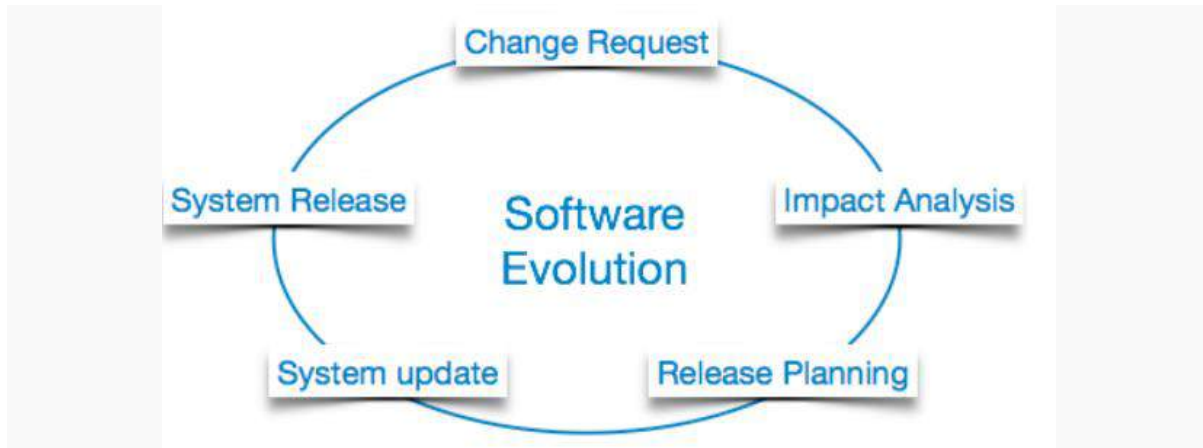 Change Request
System Release
Impact Analysis
Software
Evolution
System update
Release Planning